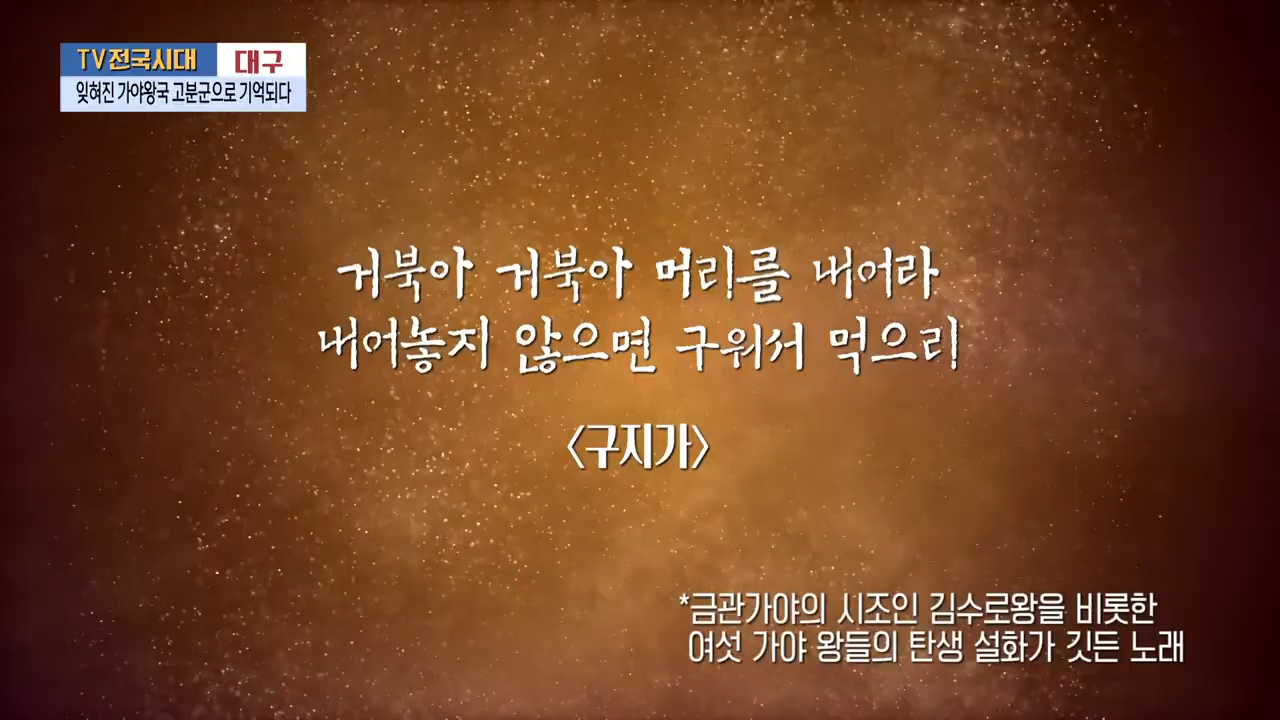 TV전국시대 대구
잊혀진 가야왕국 고분군으로 기억되다
거북아 거북아 머리를 내어라
내어놓지 않으면 구워서 먹으리
<구지가>
*금관가야의 시조인 김수로왕을 비롯한
여섯 가야 왕들의 탄생 설화가 깃든 노래